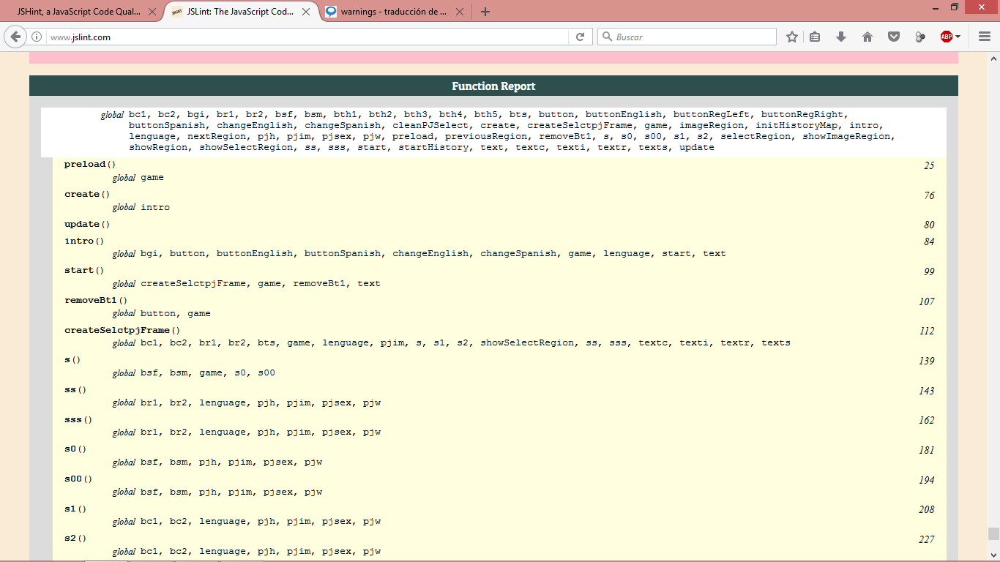 JSHint, a JavaScript Code Qual...
JSLint: The JavaScript Cod...
warnings - traducción de ...
www.jslint.com
Buscar
ABP
Function Report
global bc1, bc2, bgi, br1, br2, bsf, bsm, bth1, bth2, bth3, bth4, bth5, bts, button, buttonEnglish, buttonRegLeft, buttonRegRight,
buttonSpanish, changeEnglish, changeSpanish, cleanPJSelect, create, createSelctpjFrame, game, imageRegion, initHistoryMap, intro,
lenguage, nextRegion, pjh, pjim, pjsex, pjw, preload, previousRegion, removeBt1, s, s0, s00, s1, s2, selectRegion, showImageRegion,
showRegion, showSelectRegion, ss, sss, start, startHistory, text, textc, texti, textr, texts, update
preload() 25
global game
create() 76
global intro
update() 80
intro() 84
global bgi, button, buttonEnglish, buttonSpanish, changeEnglish, changeSpanish, game, lenguage, start, text
start() 99
global createSelctpjFrame, game, removeBt1, text
removeBt1() 107
global button, game
createSelctpjFrame() 112
global bc1, bc2, br1, br2, bts, game, lenguage, pjim, s, s1, s2, showSelectRegion, ss, sss, textc, texti, textr, texts
s() 139
global bsf, bsm, game, s0, s00
ss() 143
global br1, br2, lenguage, pjh, pjim, pjsex, pjw
sss() 162
global br1, br2, lenguage, pjh, pjim, pjsex, pjw
s0() 181
global bsf, bsm, pjh, pjim, pjsex, pjw
s00() 194
global bsf, bsm, pjh, pjim, pjsex, pjw
s1() 208
global bc1, bc2, lenguage, pjh, pjim, pjsex, pjw
s2() 227
global bc1, bc2, lenguage, pjh, pjim, pjsex, pjw